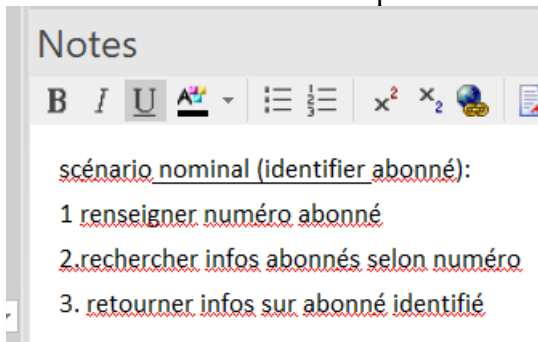 Notes
B I U A x² x₂
scénario nominal (identifier abonné):
1 renseigner numéro abonné
2.rechercher infos abonnés selon numéro
3. retourner infos sur abonné identifié